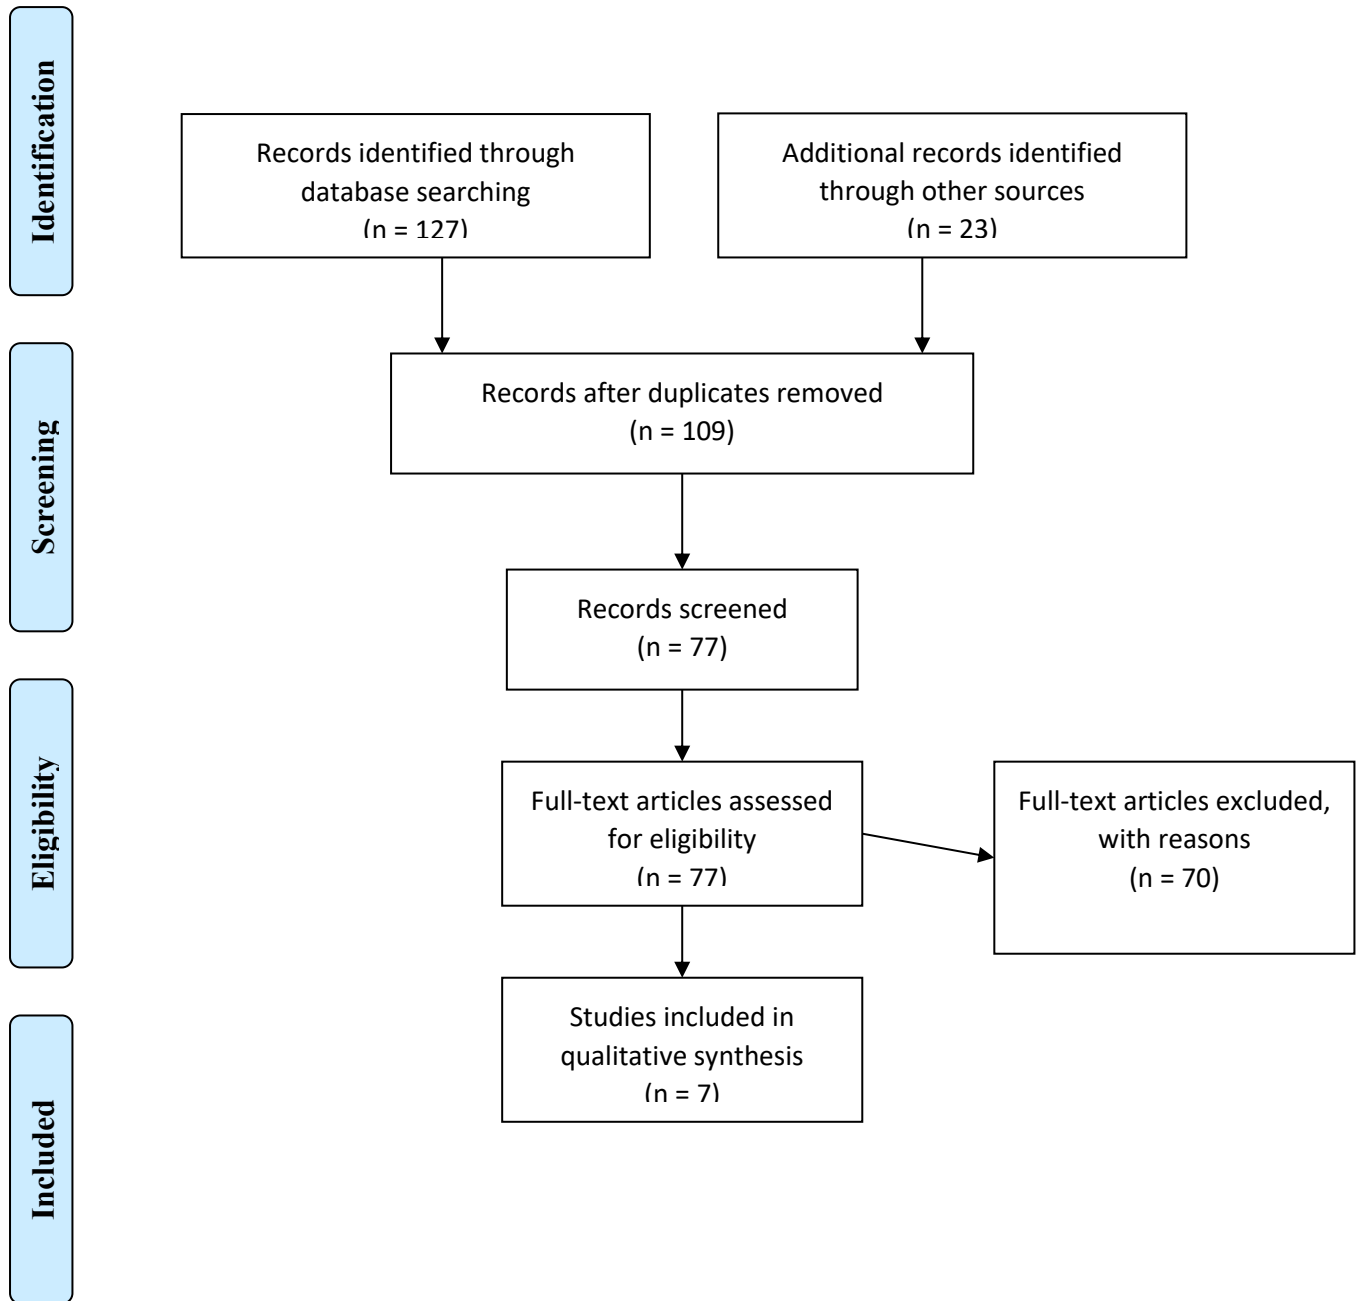 Identification
Records identified through
database searching
(n = 127)
Additional records identified
through other sources
(n = 23)
Screening
Records after duplicates removed
(n = 109)
Records screened
(n = 77)
Eligibility
Full-text articles assessed
for eligibility
(n = 77)
Full-text articles excluded,
with reasons
(n = 70)
Included
Studies included in
qualitative synthesis
(n = 7)